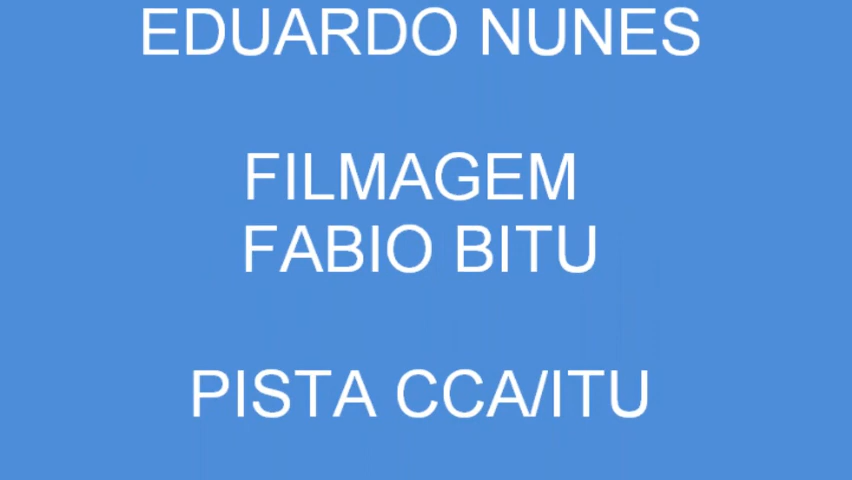 EDUARDO NUNES
FILMAGEM
FABIO BITU
PISTA CCA/ITU